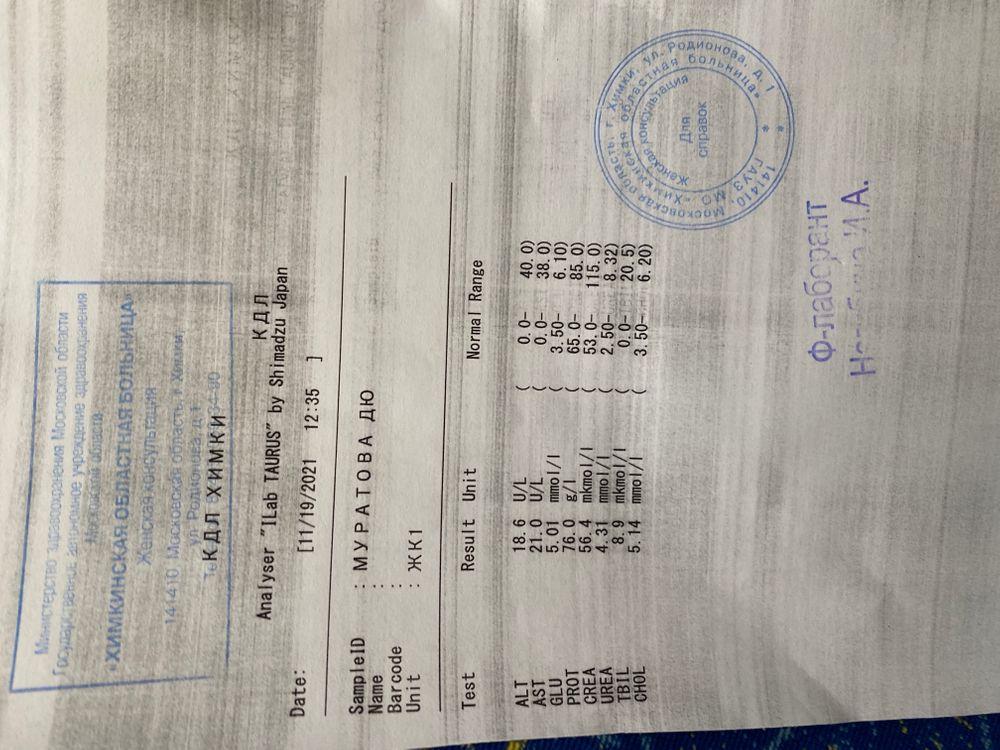 Министерство здравоохранения Московской области
Государственное автономное учреждение здравоохранения
Московской области
«ХИМКИНСКАЯ ОБЛАСТНАЯ БОЛЬНИЦА»
Женская консультация
141410, Московская область, г. Химки
ул. Родионова, д.1
КДЛ ХИМКИ
Analyser "ILab TAURUS" by Shimadzu Japan
КДЛ
Date: [11/19/2021 12:35 ]
SampleID : МУРАТОВА ДЮ
Name :
Barcode :
Unit : ЖК1
Test Result Unit Normal Range
ALT 18.6 U/L ( 0.0- 40.0)
AST 21.0 U/L ( 0.0- 38.0)
GLU 5.01 mmol/l ( 3.50- 6.10)
PROT 76.0 g/l ( 65.0- 85.0)
CREA 56.4 mkmol/l ( 53.0- 115.0)
UREA 4.31 mmol/l ( 2.50- 8.32)
TBIL 8.9 mkmol/l ( 0.0- 20.5)
CHOL 5.14 mmol/l ( 3.50- 6.20)
Московская область, г. Химки, ул. Родионова, д. 1
* 141410, ГАУЗ МО «Химкинская областная больница» *
Женская консультация
Для
справок
Ф-лаборант
И.А.